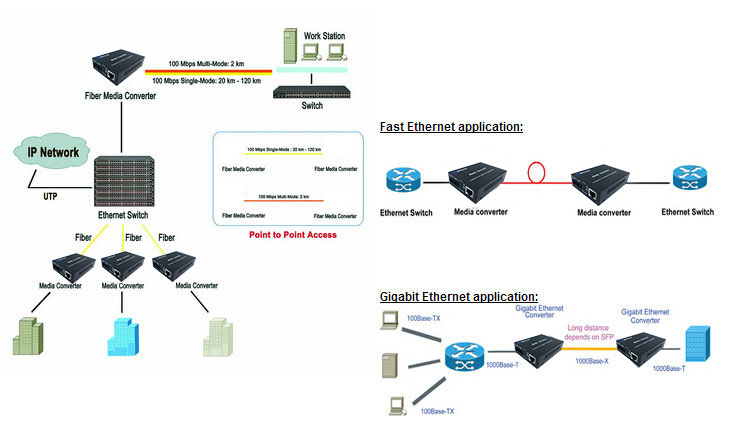 Work Station
100 Mbps Multi-Mode: 2 km
100 Mbps Single-Mode: 20 km - 120 km
Fiber Media Converter
Switch
IP Network
UTP
Ethernet Switch
Fiber
Fiber
Fiber
Media Converter
Media Converter
Media Converter
100 Mbps Single-Mode : 20 km - 120 km
Fiber Media Converter
Fiber Media Converter
100 Mbps Multi-Mode : 2 km
Fiber Media Converter
Fiber Media Converter
Point to Point Access
Fast Ethernet application:
Ethernet Switch
Media converter
Media converter
Ethernet Switch
Gigabit Ethernet application:
100Base-TX
Gigabit Ethernet
Converter
Long distance
depends on SFP
Gigabit Ethernet
Converter
1000Base-T
1000Base-X
1000Base-T
100Base-TX